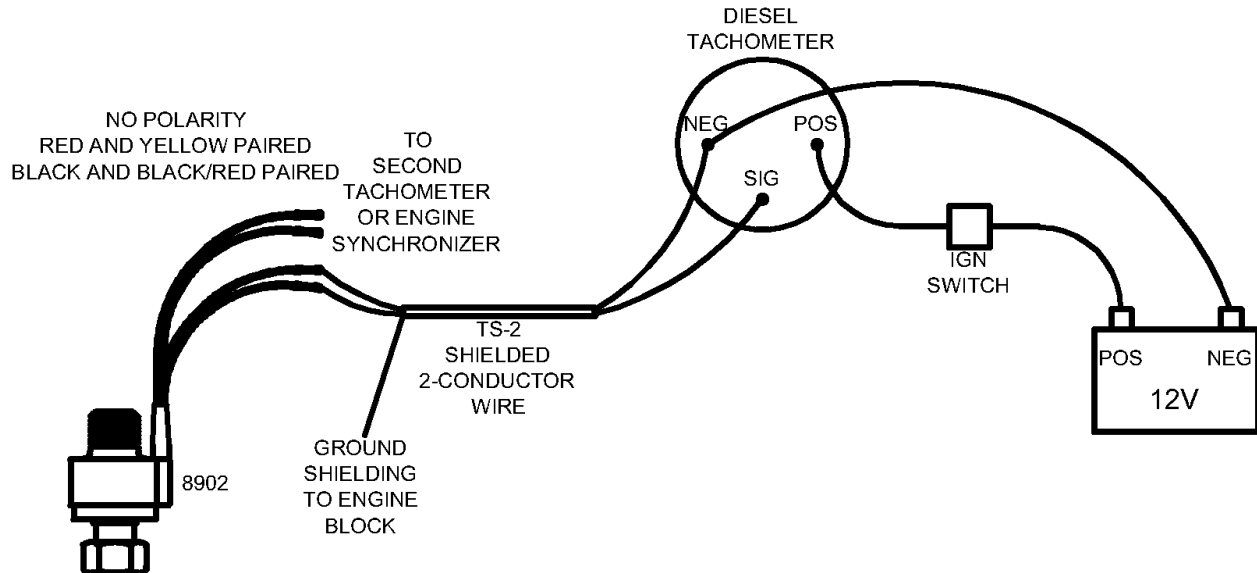 DIESEL
TACHOMETER
NO POLARITY
RED AND YELLOW PAIRED
BLACK AND BLACK/RED PAIRED
TO
SECOND
TACHOMETER
OR ENGINE
SYNCHRONIZER
NEG
POS
SIG
IGN
SWITCH
TS-2
SHIELDED
2-CONDUCTOR
WIRE
POS
NEG
12V
GROUND
SHIELDING
TO ENGINE
BLOCK
8902